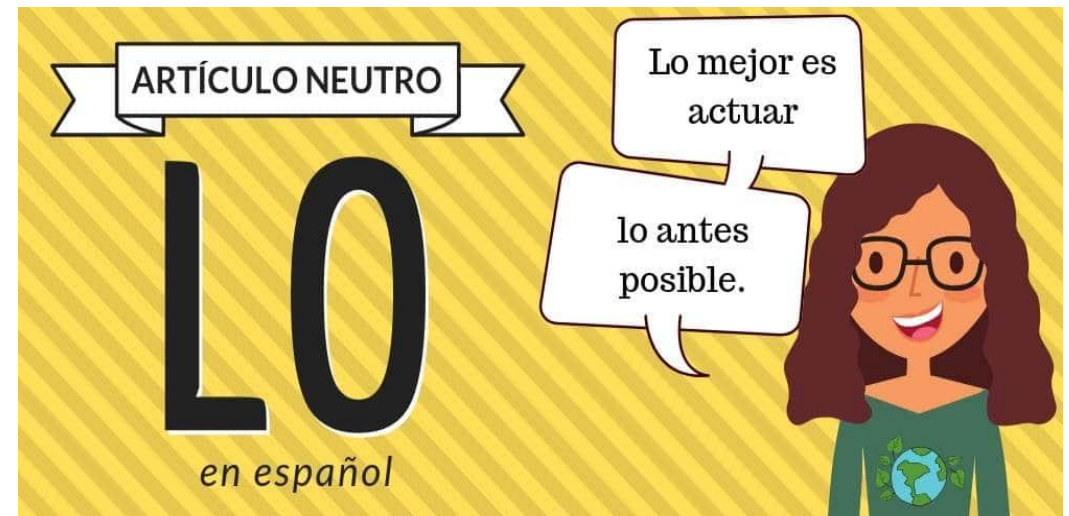 ARTÍCULO NEUTRO
LO
en español
Lo mejor es
actuar
lo antes
posible.